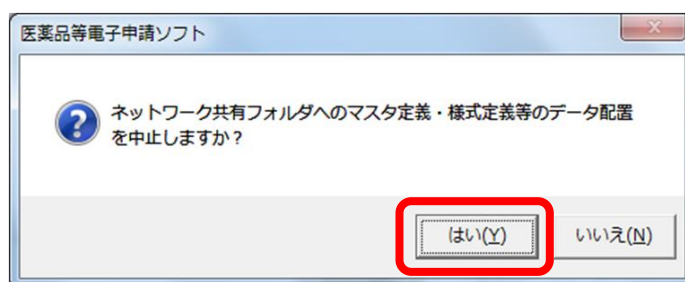 医薬品等電子申請ソフト
ネットワーク共有フォルダへのマスタ定義・様式定義等のデータ配置
を中止しますか？
はい(Y)
いいえ(N)